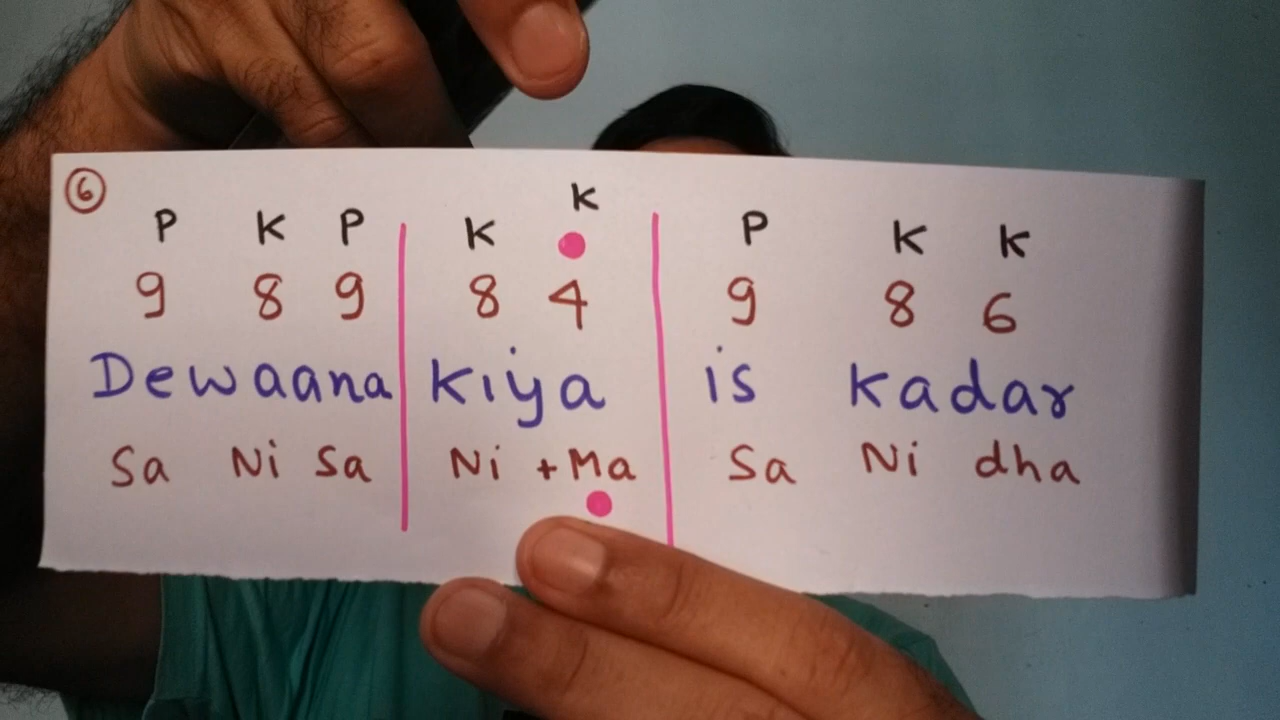 6
K
P K P K P K K
9 8 9 8 4 9 8 6
Dewaana kiya is kadar
Sa Ni Sa Ni +Ma Sa Ni dha